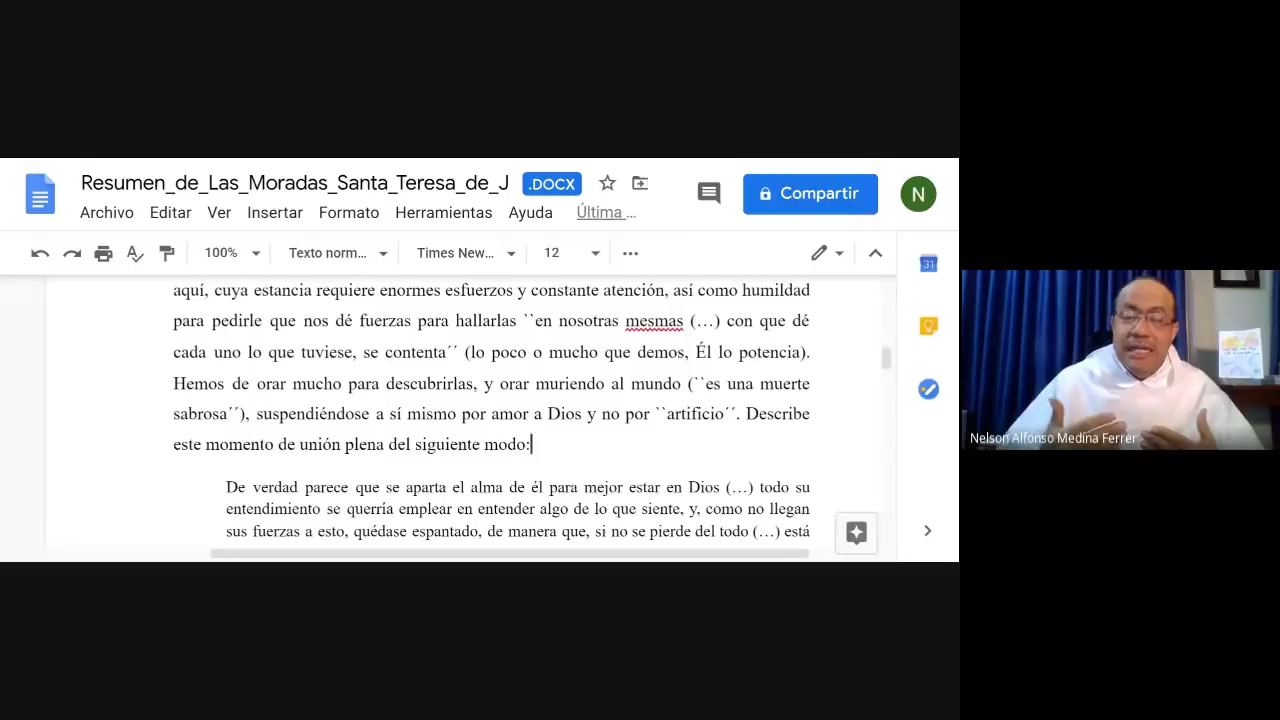 Resumen_de_Las_Moradas_Santa_Teresa_de_J .DOCX
Compartir
N
Archivo Editar Ver Insertar Formato Herramientas Ayuda Última ...
100% Texto norm... Times New... 12
31
aquí, cuya estancia requiere enormes esfuerzos y constante atención, así como humildad
para pedirle que nos dé fuerzas para hallarlas ``en nosotras mesmas (…) con que dé
cada uno lo que tuviese, se contenta´´ (lo poco o mucho que demos, Él lo potencia).
Hemos de orar mucho para descubrirlas, y orar muriendo al mundo (``es una muerte
sabrosa´´), suspendiéndose a sí mismo por amor a Dios y no por ``artificio´´. Describe
este momento de unión plena del siguiente modo:
De verdad parece que se aparta el alma de él para mejor estar en Dios (…) todo su
entendimiento se querría emplear en entender algo de lo que siente, y, como no llegan
sus fuerzas a esto, quédase espantado, de manera que, si no se pierde del todo (…) está
Nelson Alfonso Medina Ferrer